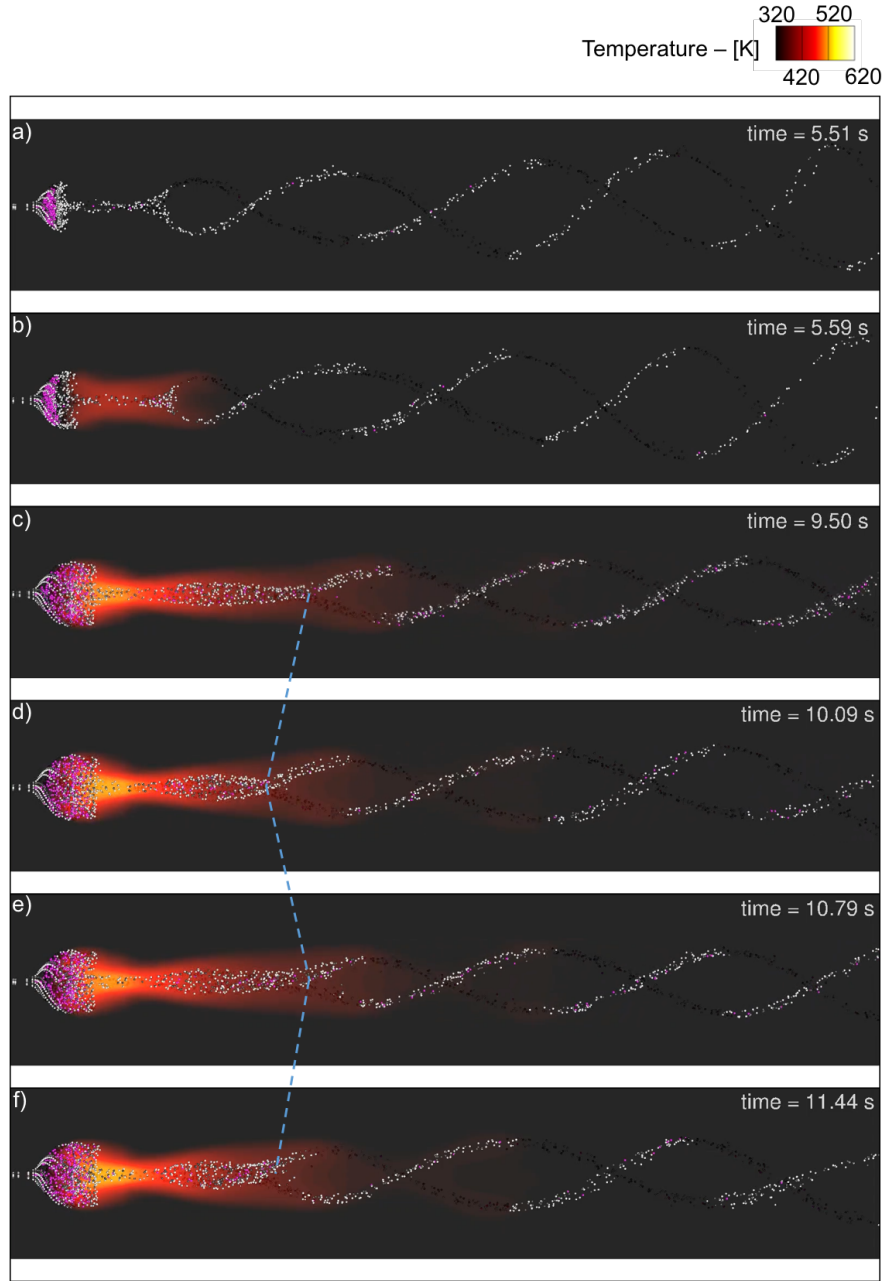 320 520
Temperature – [K]
420 620
a) time = 5.51 s
b) time = 5.59 s
c) time = 9.50 s
d) time = 10.09 s
e) time = 10.79 s
f) time = 11.44 s